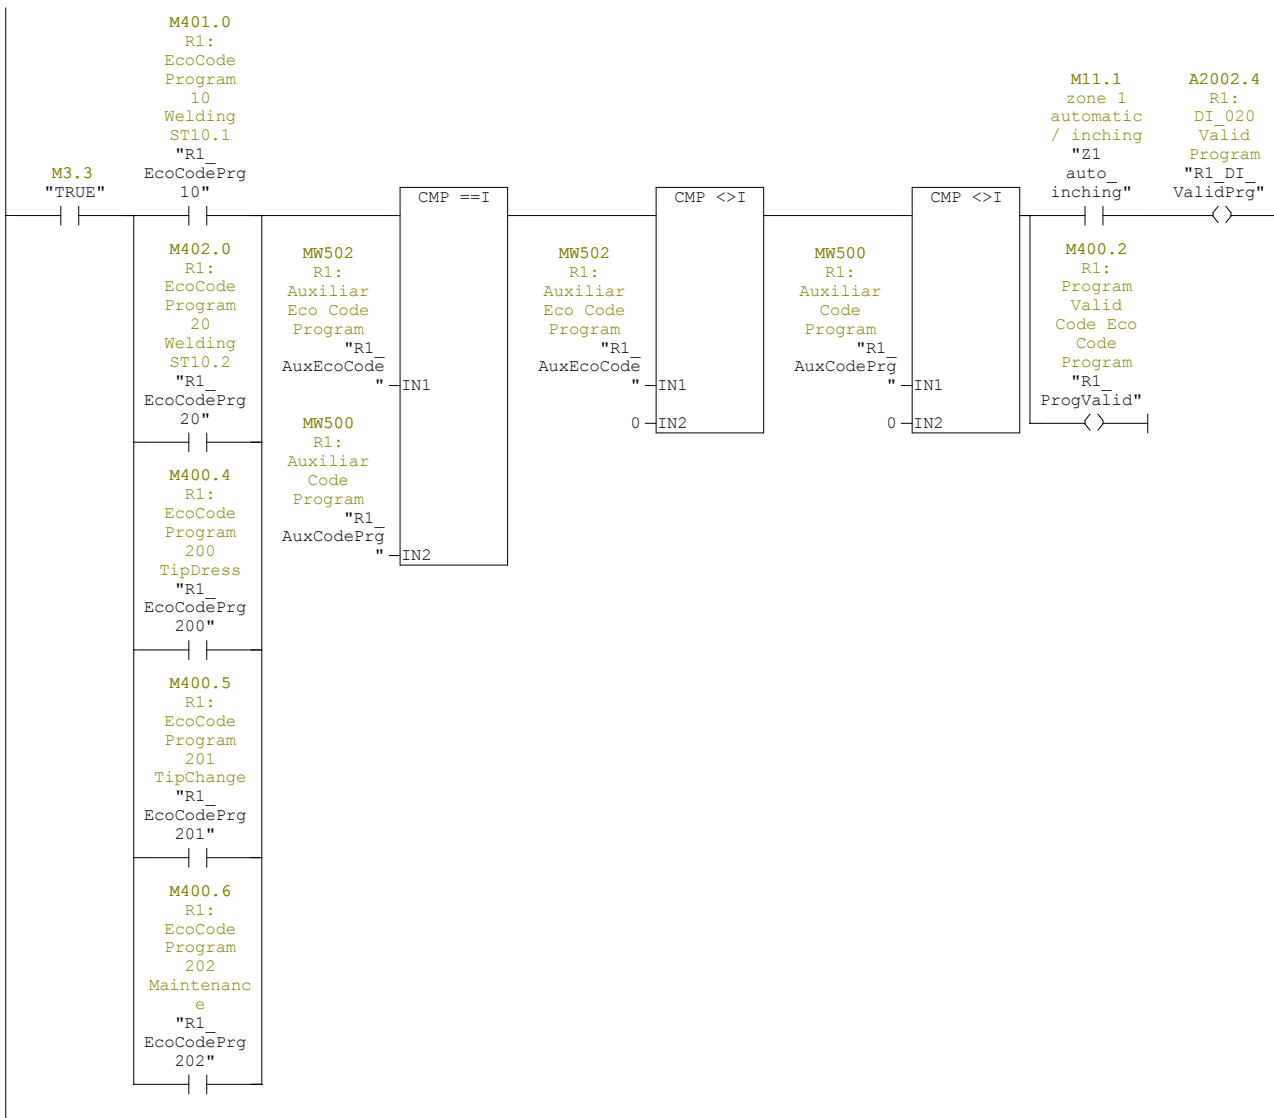 M401.0
R1:
EcoCode
Program
10
Welding
ST10.1
"R1_
EcoCodePrg
10"
M3.3
"TRUE"
M11.1
zone 1
automatic
/ inching
"Z1
auto_
inching"
A2002.4
R1:
DI_020
Valid
Program
"R1_DI_
ValidPrg"
CMP ==I
CMP <>I
CMP <>I
M402.0
R1:
EcoCode
Program
20
Welding
ST10.2
"R1_
EcoCodePrg
20"
MW502
R1:
Auxiliar
Eco Code
Program
"R1_
AuxEcoCode
"
IN1
MW500
R1:
Auxiliar
Code
Program
"R1_
AuxCodePrg
"
IN2
MW502
R1:
Auxiliar
Eco Code
Program
"R1_
AuxEcoCode
"
IN1
0
IN2
MW500
R1:
Auxiliar
Code
Program
"R1_
AuxCodePrg
"
IN1
0
IN2
M400.2
R1:
Program
Valid
Code Eco
Code
Program
"R1_
ProgValid"
M400.4
R1:
EcoCode
Program
200
TipDress
"R1_
EcoCodePrg
200"
M400.5
R1:
EcoCode
Program
201
TipChange
"R1_
EcoCodePrg
201"
M400.6
R1:
EcoCode
Program
202
Maintenanc
e
"R1_
EcoCodePrg
202"